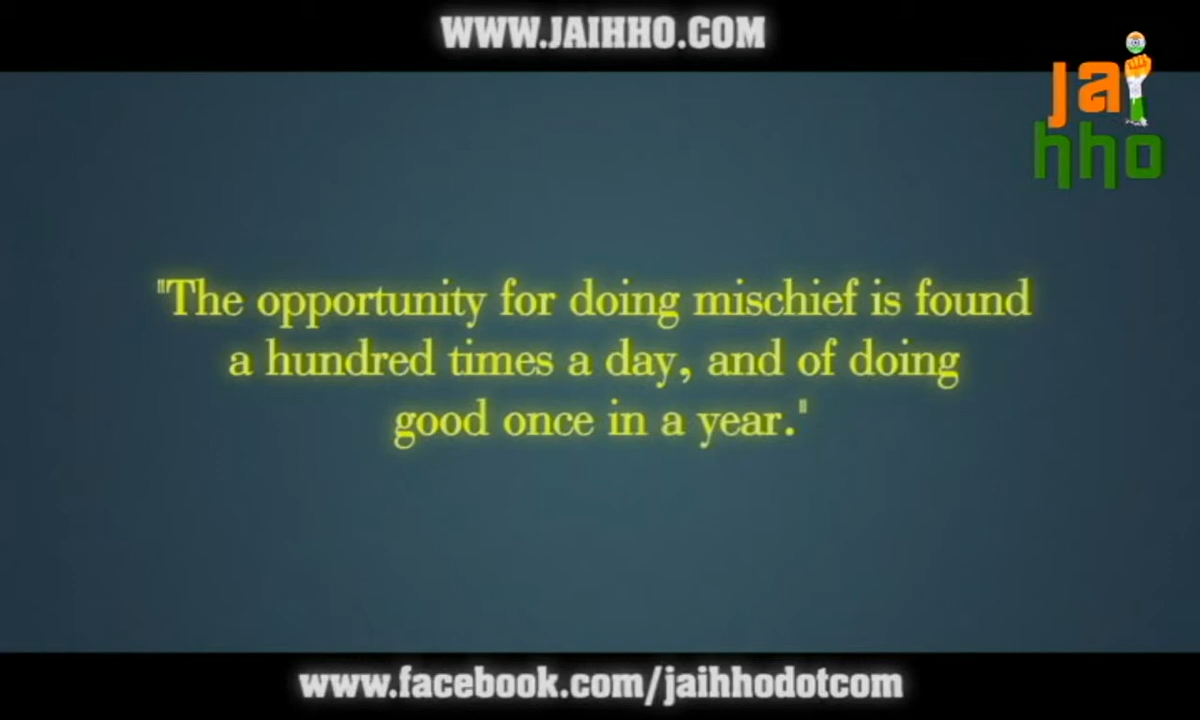 WWW.JAIHHO.COM
jai
hho
"The opportunity for doing mischief is found
a hundred times a day, and of doing
good once in a year."
www.facebook.com/jaihhodotcom